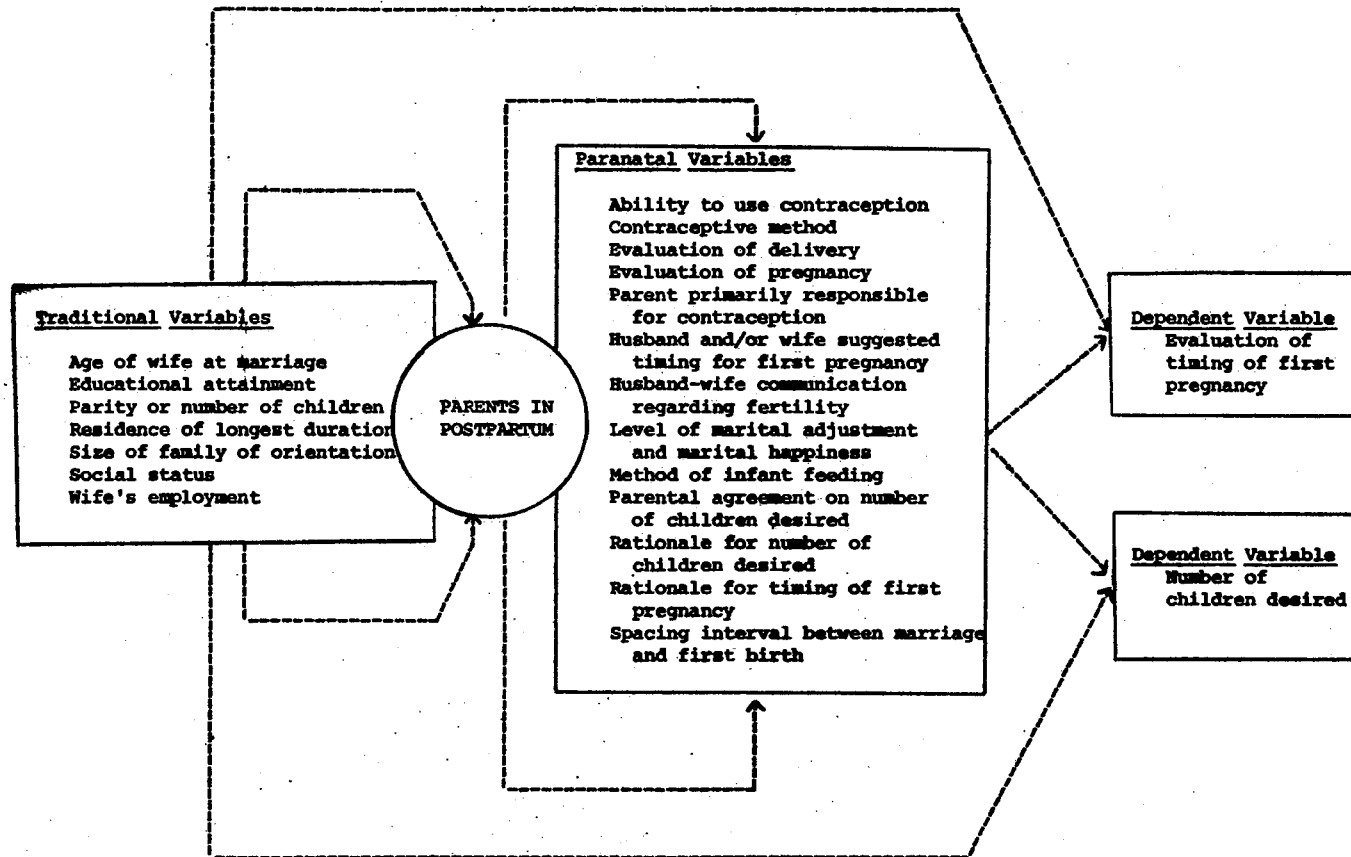 Traditional Variables
Age of wife at marriage
Educational attainment
Parity or number of children
Residence of longest duration
Size of family of orientation
Social status
Wife's employment
PARENTS IN
POSTPARTUM
Paranatal Variables
Ability to use contraception
Contraceptive method
Evaluation of delivery
Evaluation of pregnancy
Parent primarily responsible
for contraception
Husband and/or wife suggested
timing for first pregnancy
Husband-wife communication
regarding fertility
Level of marital adjustment
and marital happiness
Method of infant feeding
Parental agreement on number
of children desired
Rationale for number of
children desired
Rationale for timing of first
pregnancy
Spacing interval between marriage
and first birth
Dependent Variable
Evaluation of
timing of first
pregnancy
Dependent Variable
Number of
children desired